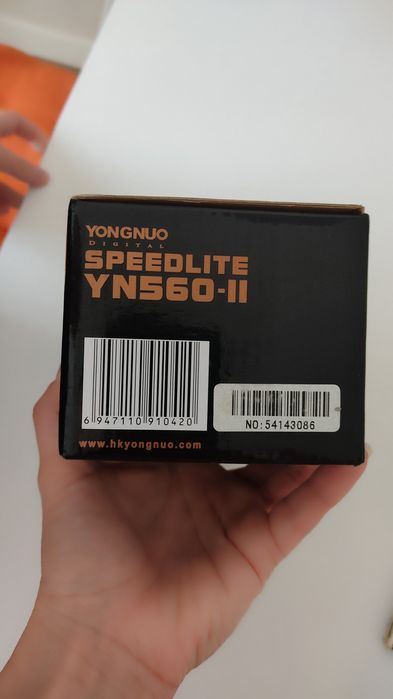 YONGNUO
DIGITAL
SPEEDLITE
YN560-II
6 947110 910420
NO: 54143086
www.hkyongnuo.com